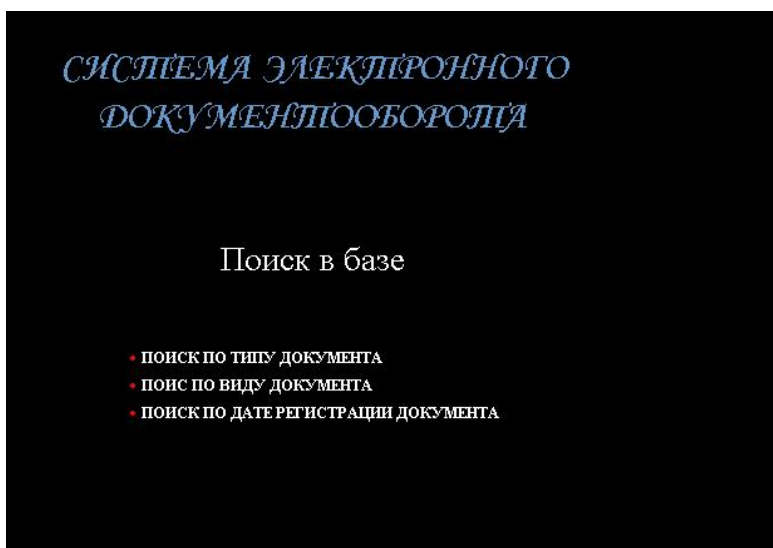 СИСТЕМА ЭЛЕКТРОННОГО
ДОКУМЕНТООБОРОТА
Поиск в базе
• ПОИСК ПО ТИПУ ДОКУМЕНТА
• ПОИС ПО ВИДУ ДОКУМЕНТА
• ПОИСК ПО ДАТЕ РЕГИСТРАЦИИ ДОКУМЕНТА